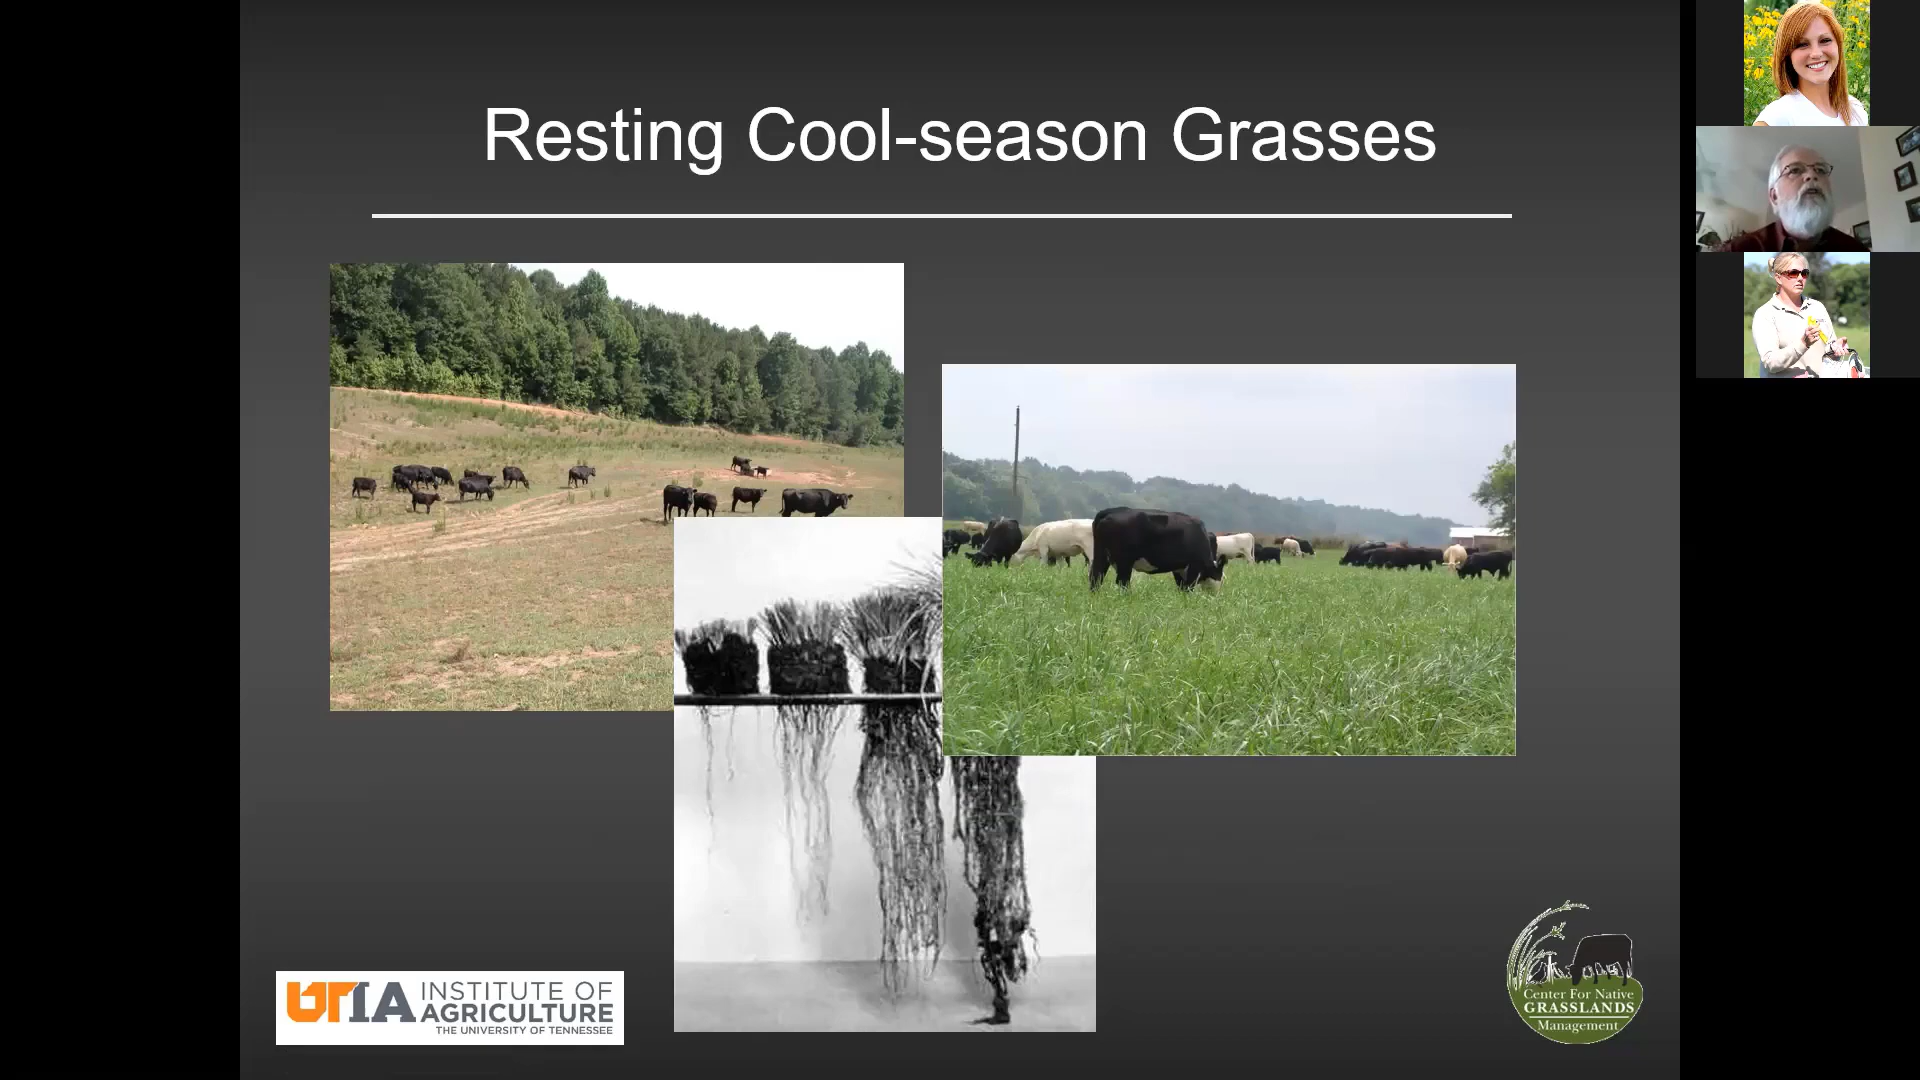 Resting Cool-season Grasses
UTIA INSTITUTE OF
AGRICULTURE
THE UNIVERSITY OF TENNESSEE
Center For Native
GRASSLANDS
Management